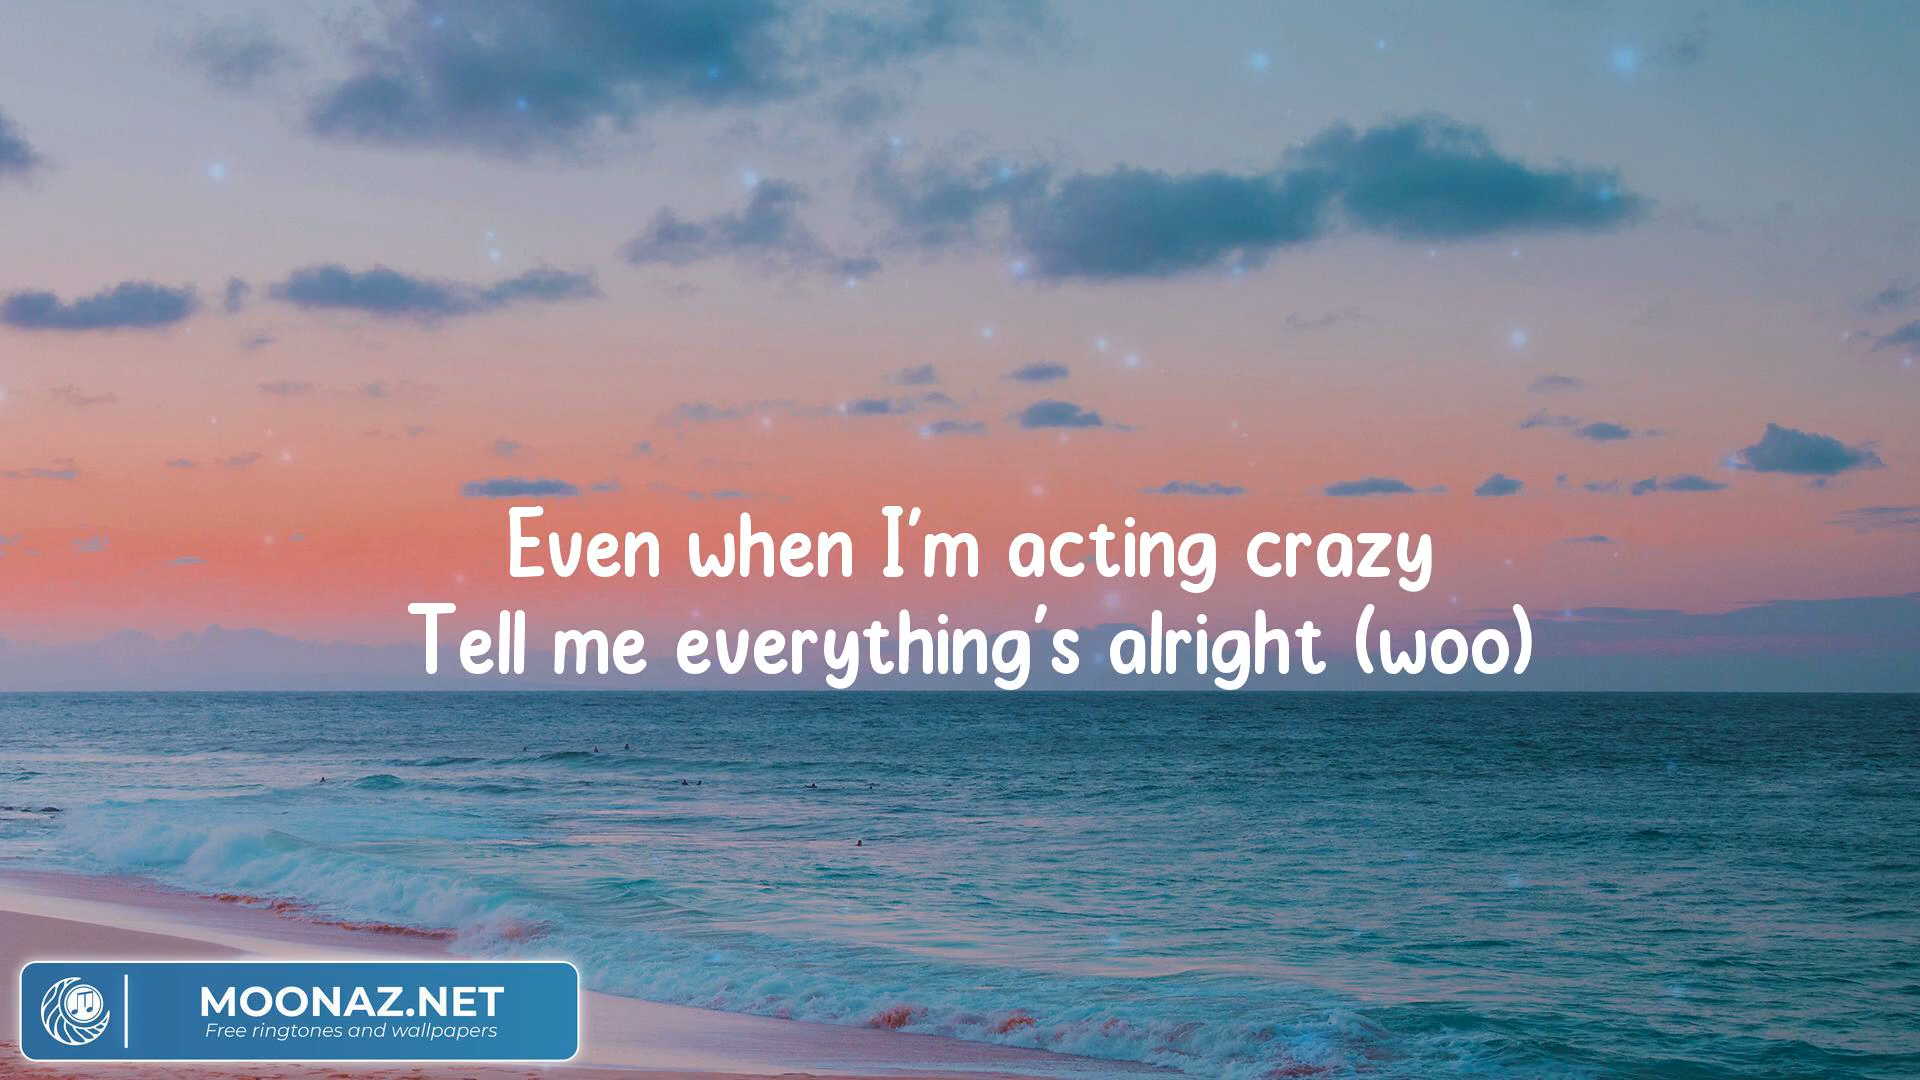 Even when I'm acting crazy
Tell me everything's alright (woo)
MOONAZ.NET
Free ringtones and wallpapers